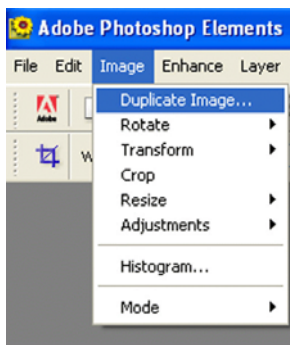 Adobe Photoshop Elements
File Edit Image Enhance Layer
Adobe
Duplicate Image...
Rotate
Transform
Crop
Resize
Adjustments
Histogram...
Mode